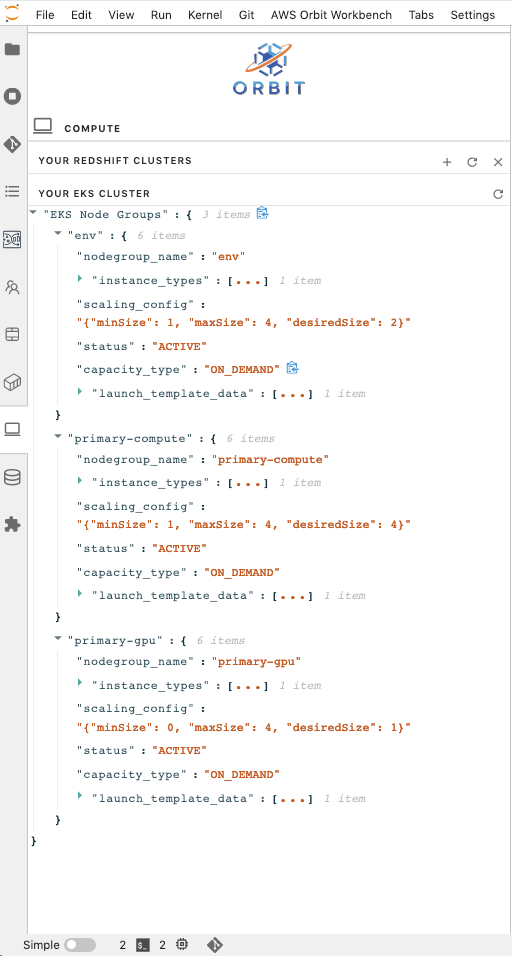 File Edit View Run Kernel Git AWS Orbit Workbench Tabs Settings
ORBIT
COMPUTE
YOUR REDSHIFT CLUSTERS
YOUR EKS CLUSTER
"EKS Node Groups" : { 3 items
"env" : { 6 items
"nodegroup_name" : "env"
"instance_types" : [...] 1 item
"scaling_config" :
"{"minSize": 1, "maxSize": 4, "desiredSize": 2}"
"status" : "ACTIVE"
"capacity_type" : "ON_DEMAND"
"launch_template_data" : [...] 1 item
}
"primary-compute" : { 6 items
"nodegroup_name" : "primary-compute"
"instance_types" : [...] 1 item
"scaling_config" :
"{"minSize": 1, "maxSize": 4, "desiredSize": 4}"
"status" : "ACTIVE"
"capacity_type" : "ON_DEMAND"
"launch_template_data" : [...] 1 item
}
"primary-gpu" : { 6 items
"nodegroup_name" : "primary-gpu"
"instance_types" : [...] 1 item
"scaling_config" :
"{"minSize": 0, "maxSize": 4, "desiredSize": 1}"
"status" : "ACTIVE"
"capacity_type" : "ON_DEMAND"
"launch_template_data" : [...] 1 item
}
}
Simple 2 $_ 2